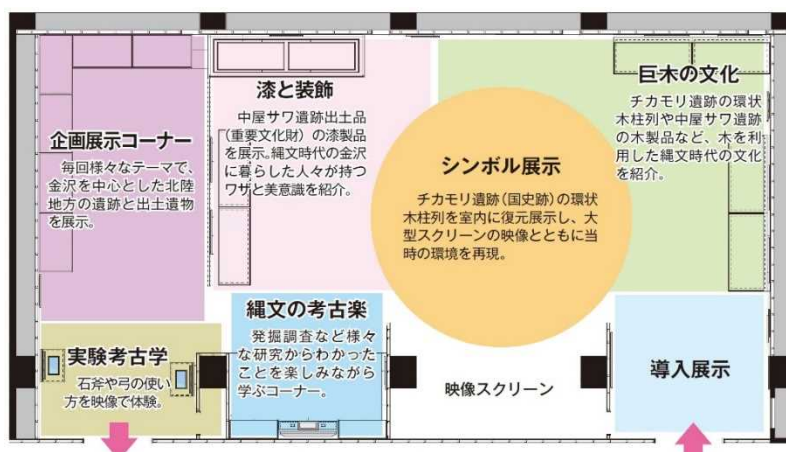 企画展示コーナー
毎回様々なテーマで、
金沢を中心とした北陸
地方の遺跡と出土遺物
を展示。
漆と装飾
中屋サワ遺跡出土品
（重要文化財）の漆製品
を展示。縄文時代の金沢
に暮らした人々が持つ
ワザと美意識を紹介。
シンボル展示
チカモリ遺跡（国史跡）の環状
木柱列を室内に復元展示し、大
型スクリーンの映像とともに当
時の環境を再現。
巨木の文化
チカモリ遺跡の環状
木柱列や中屋サワ遺跡
の木製品など、木を利
用した縄文時代の文化
を紹介。
実験考古学
石斧や弓の使い
方を映像で体験。
縄文の考古楽
発掘調査など様々
な研究からわかった
ことを楽しみながら
学ぶコーナー。
映像スクリーン
導入展示